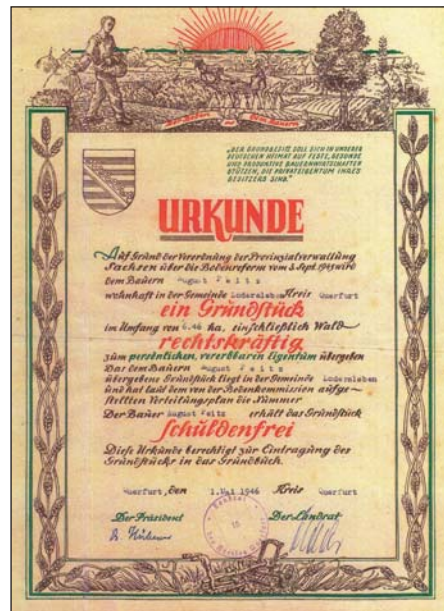 Der Boden dem Bauern
„DER GRUNDBESITZ SOLL SICH IN UNSERER
DEUTSCHEN HEIMAT AUF FESTE, GESUNDE
UND PRODUKTIVE BAUERNWIRTSCHAFTEN
STÜTZEN, DIE PRIVATEIGENTUM IHRES
BESITZERS SIND."
URKUNDE
Auf Grund der Verordnung der Provinzialverwaltung
Sachsen über die Bodenreform vom 3. Sept. 1945 wird
dem Bauern August Peitz
wohnhaft in der Gemeinde Lodersleben Kreis Querfurt
ein Grundstück
im Umfang von 6.46 ha, einschließlich Wald-
rechtskräftig
zum persönlichen, vererbbaren Eigentum übergeben
Das dem Bauern August Peitz
übergebene Grundstück liegt in der Gemeinde Lodersleben
und hat laut dem von der Bodenkommission aufge-
stellten Verteilungsplan die Nummer
Der Bauer August Peitz erhält das Grundstück
schuldenfrei
Diese Urkunde berechtigt zur Eintragung des
Grundstücks in das Grundbuch.
Querfurt, den 1. Mai 1946 Kreis Querfurt
Der Präsident Der Landrat